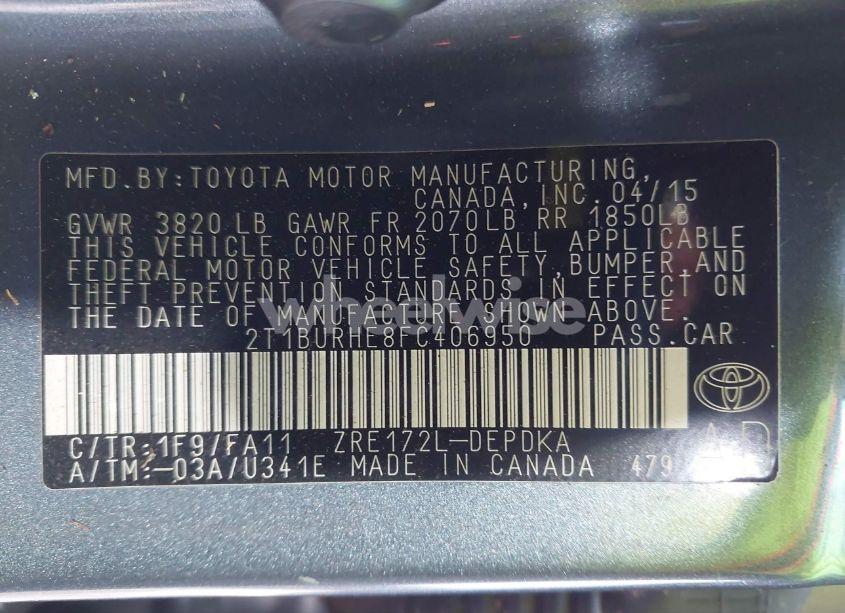 MFD.BY:TOYOTA MOTOR MANUFACTURING,
CANADA,INC. 04/15
GVWR 3820 LB GAWR FR 2070LB RR 1850LB
THIS VEHICLE CONFORMS TO ALL APPLICABLE
FEDERAL MOTOR VEHICLE SAFETY,BUMPER,AND
THEFT PREVENTION STANDARDS IN EFFECT ON
THE DATE OF MANUFACTURE SHOWN ABOVE.
wheelwise
2T1BURHE8FC406950 PASS.CAR
C/TR:1F9/FA11 ZRE172L-DEPDKA
A/TM:-03A/U341E MADE IN CANADA 479